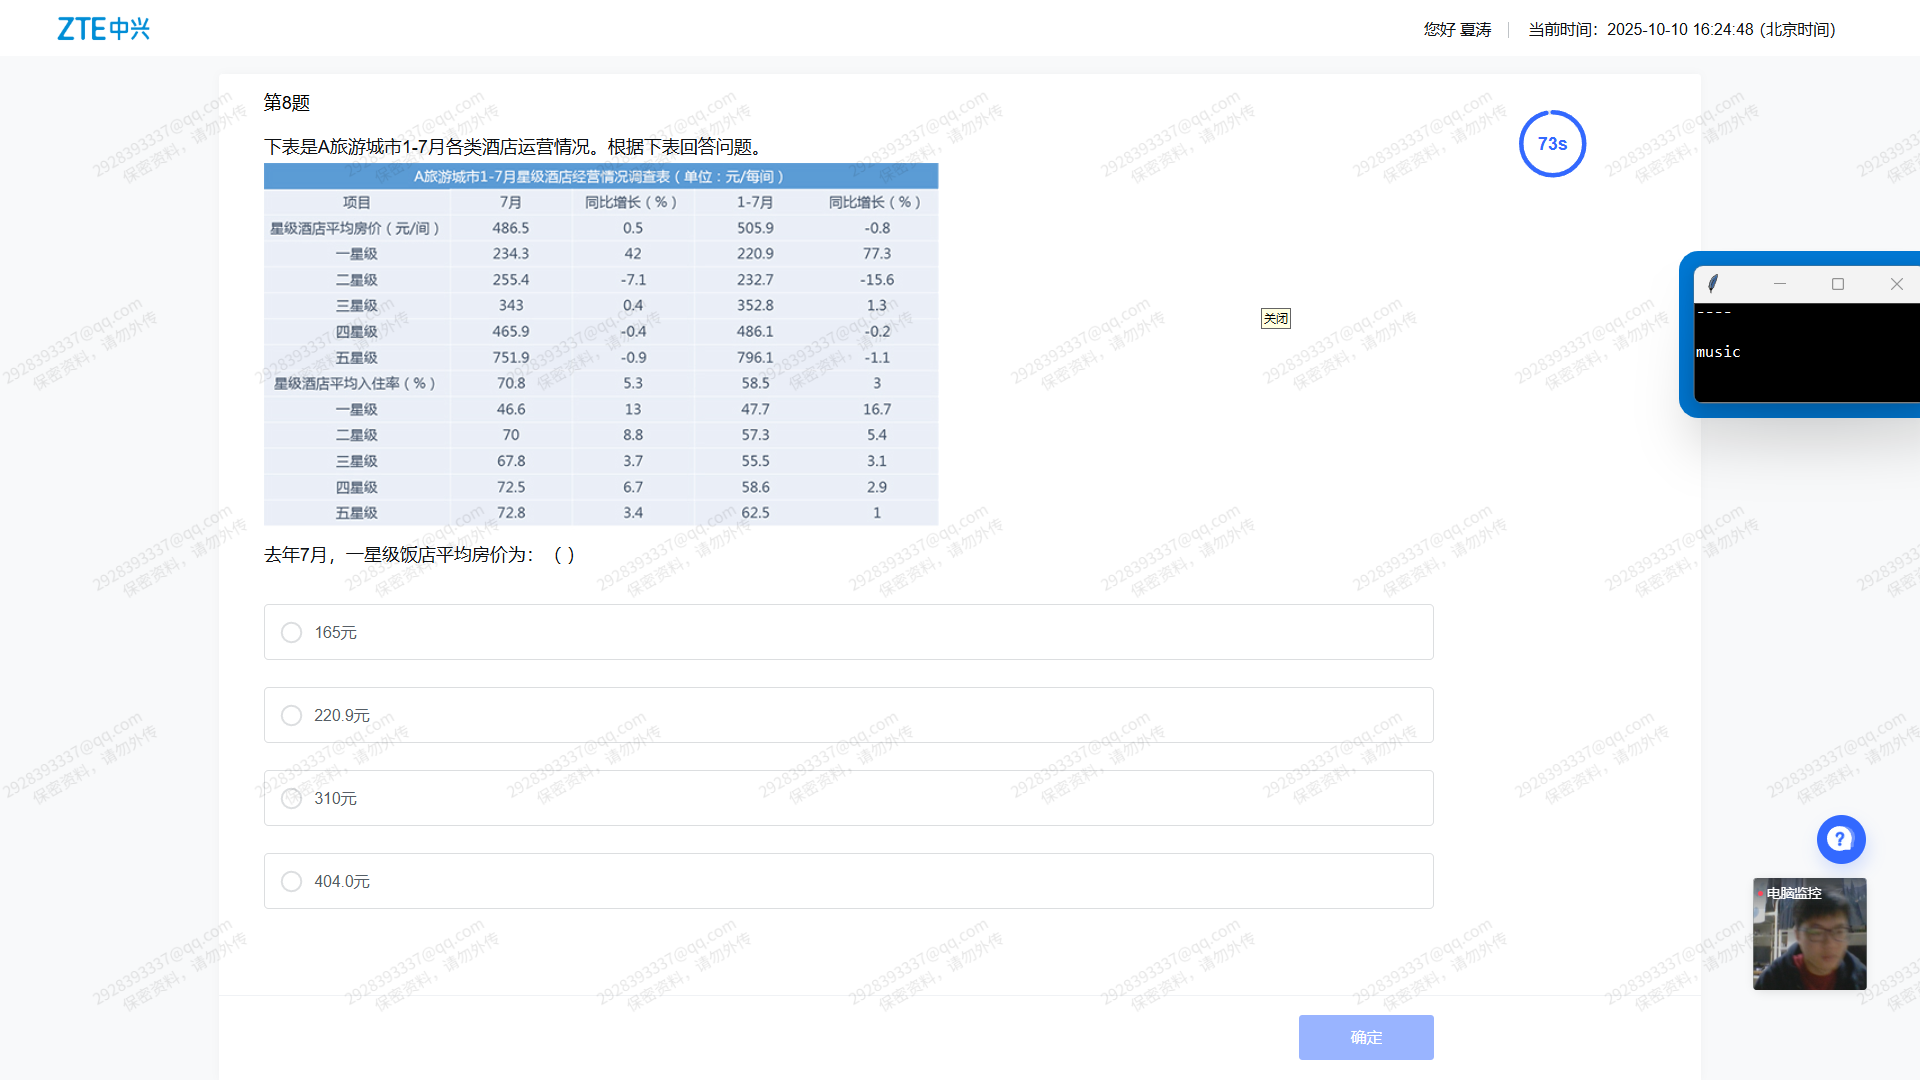 ZTE中兴
您好 夏涛
当前时间：2025-10-10 16:24:48 (北京时间)
第8题
73s
下表是A旅游城市1-7月各类酒店运营情况。根据下表回答问题。
A旅游城市1-7月星级酒店经营情况调查表（单位：元/每间）
项目 7月 同比增长（%） 1-7月 同比增长（%）
星级酒店平均房价（元/间） 486.5 0.5 505.9 -0.8
一星级 234.3 42 220.9 77.3
二星级 255.4 -7.1 232.7 -15.6
三星级 343 0.4 352.8 1.3
四星级 465.9 -0.4 486.1 -0.2
五星级 751.9 -0.9 796.1 -1.1
星级酒店平均入住率（%） 70.8 5.3 58.5 3
一星级 46.6 13 47.7 16.7
二星级 70 8.8 57.3 5.4
三星级 67.8 3.7 55.5 3.1
四星级 72.5 6.7 58.6 2.9
五星级 72.8 3.4 62.5 1
关闭
----
music
去年7月，一星级饭店平均房价为：（ ）
165元
220.9元
310元
404.0元
电脑监控
确定
2928393337@qq.com
保密资料，请勿外传